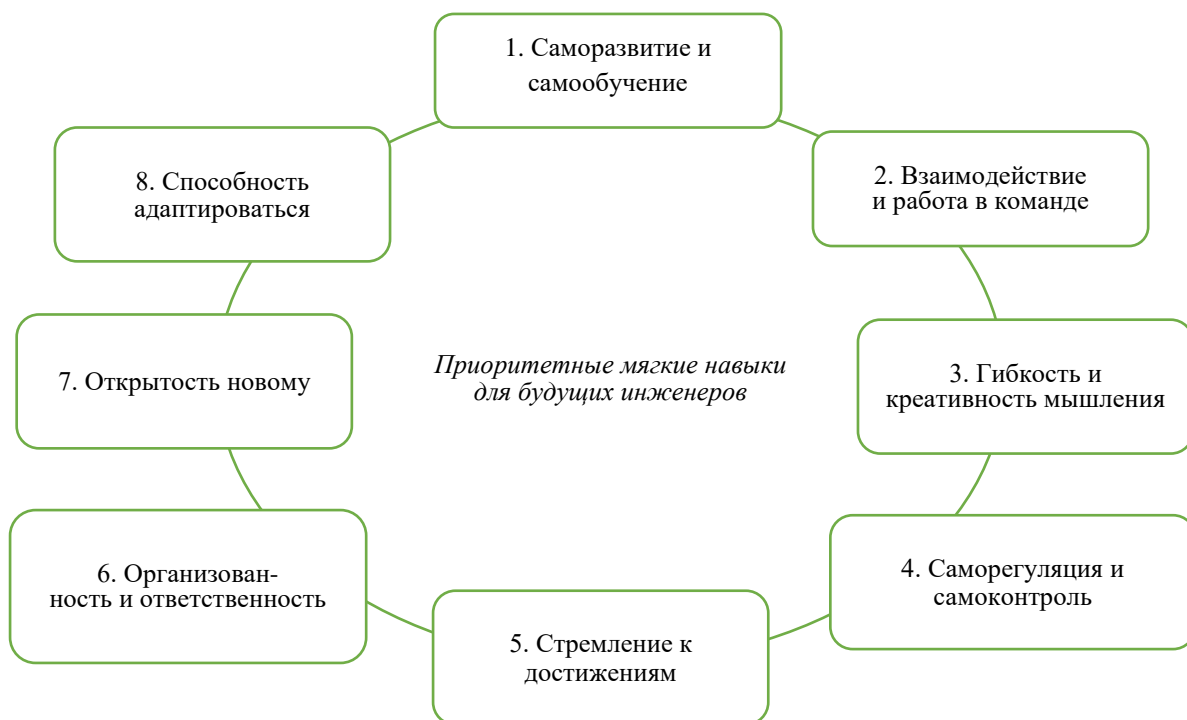 1. Саморазвитие и
самообучение
2. Взаимодействие
и работа в команде
3. Гибкость и
креативность мышления
4. Саморегуляция и
самоконтроль
5. Стремление к
достижениям
6. Организован-
ность и ответственность
7. Открытость новому
8. Способность
адаптироваться
Приоритетные мягкие навыки
для будущих инженеров